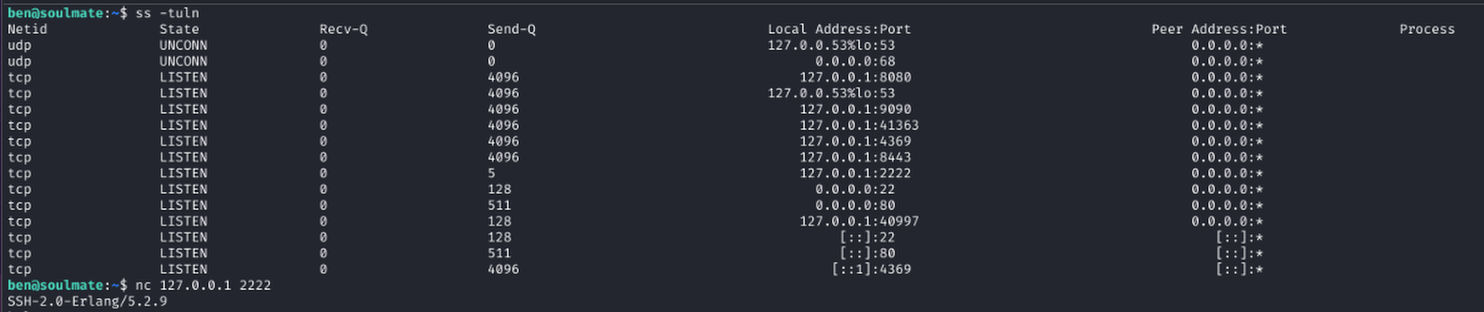 ben@soulmate:~$ ss -tuln
Netid State Recv-Q Send-Q Local Address:Port Peer Address:Port Process
udp UNCONN 0 0 127.0.0.53%lo:53 0.0.0.0:*
udp UNCONN 0 0 0.0.0.0:68 0.0.0.0:*
tcp LISTEN 0 4096 127.0.0.1:8080 0.0.0.0:*
tcp LISTEN 0 4096 127.0.0.53%lo:53 0.0.0.0:*
tcp LISTEN 0 4096 127.0.0.1:9090 0.0.0.0:*
tcp LISTEN 0 4096 127.0.0.1:41363 0.0.0.0:*
tcp LISTEN 0 4096 127.0.0.1:4369 0.0.0.0:*
tcp LISTEN 0 4096 127.0.0.1:8443 0.0.0.0:*
tcp LISTEN 0 5 127.0.0.1:2222 0.0.0.0:*
tcp LISTEN 0 128 0.0.0.0:22 0.0.0.0:*
tcp LISTEN 0 511 0.0.0.0:80 0.0.0.0:*
tcp LISTEN 0 128 127.0.0.1:40997 0.0.0.0:*
tcp LISTEN 0 128 [::]:22 [::]:*
tcp LISTEN 0 511 [::]:80 [::]:*
tcp LISTEN 0 4096 [::1]:4369 [::]:*
ben@soulmate:~$ nc 127.0.0.1 2222
SSH-2.0-Erlang/5.2.9